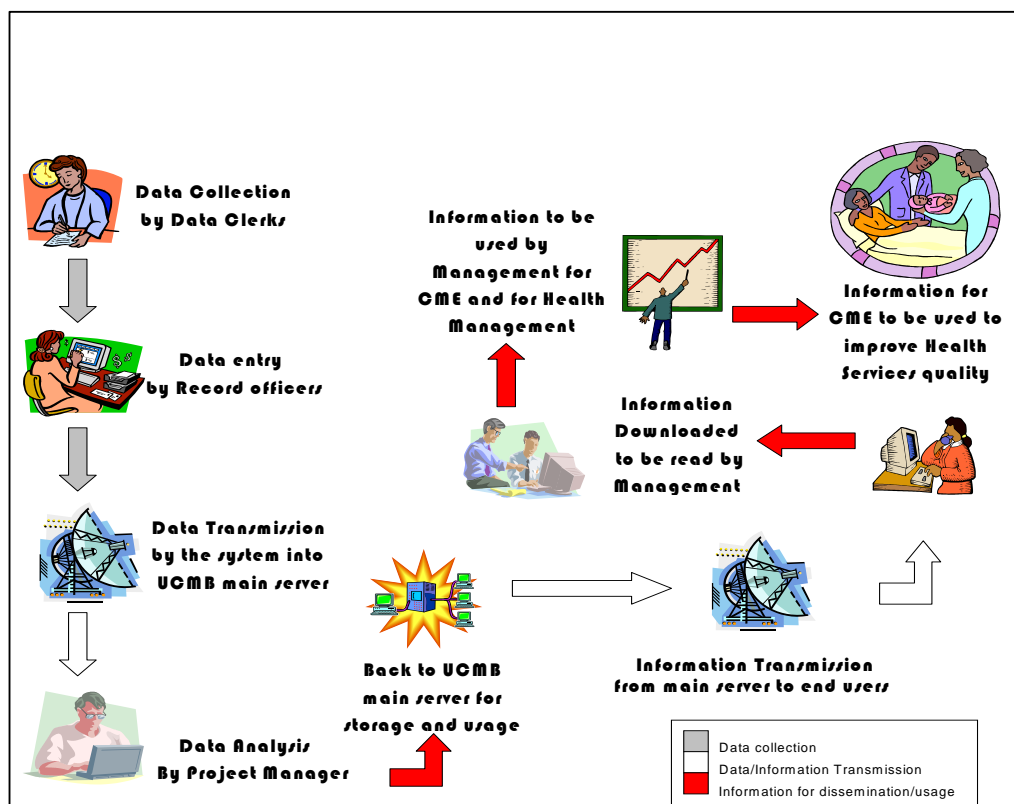 Data Collection
by Data Clerks
Data entry
by Record officers
Data Transmission
by the system into
UCMB main server
Data Analysis
By Project Manager
Back to UCMB
main server for
storage and usage
Information Transmission
from main server to end users
Information
Downloaded
to be read by
Management
Information to be
used by
Management for
CME and for Health
Management
Information for
CME to be used to
improve Health
Services quality
Data collection
Data/Information Transmission
Information for dissemination/usage